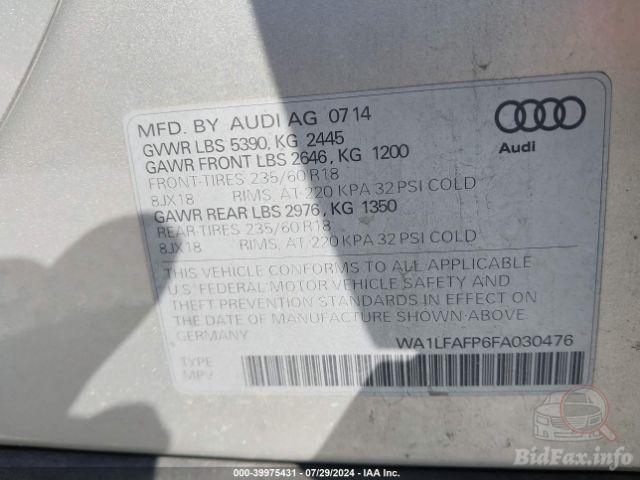 MFD. BY AUDI AG 0714
GVWR LBS 5390, KG 2445
GAWR FRONT LBS 2646, KG 1200
FRONT-TIRES 235/60 R18
8JX18 RIMS, AT 220 KPA 32 PSI COLD
GAWR REAR LBS 2976, KG 1350
REAR-TIRES 235/60 R18
8JX18 RIMS, AT 220 KPA 32 PSI COLD
Audi
THIS VEHICLE CONFORMS TO ALL APPLICABLE
U.S FEDERAL MOTOR VEHICLE SAFETY AND
THEFT PREVENTION STANDARDS IN EFFECT ON
THE DATE OF MANUFACTURE SHOWN ABOVE
GERMANY
WA1LFAFP6FA030476
TYPE
MPV
BidFax.info
000-39975431 - 07/29/2024 - IAA Inc.